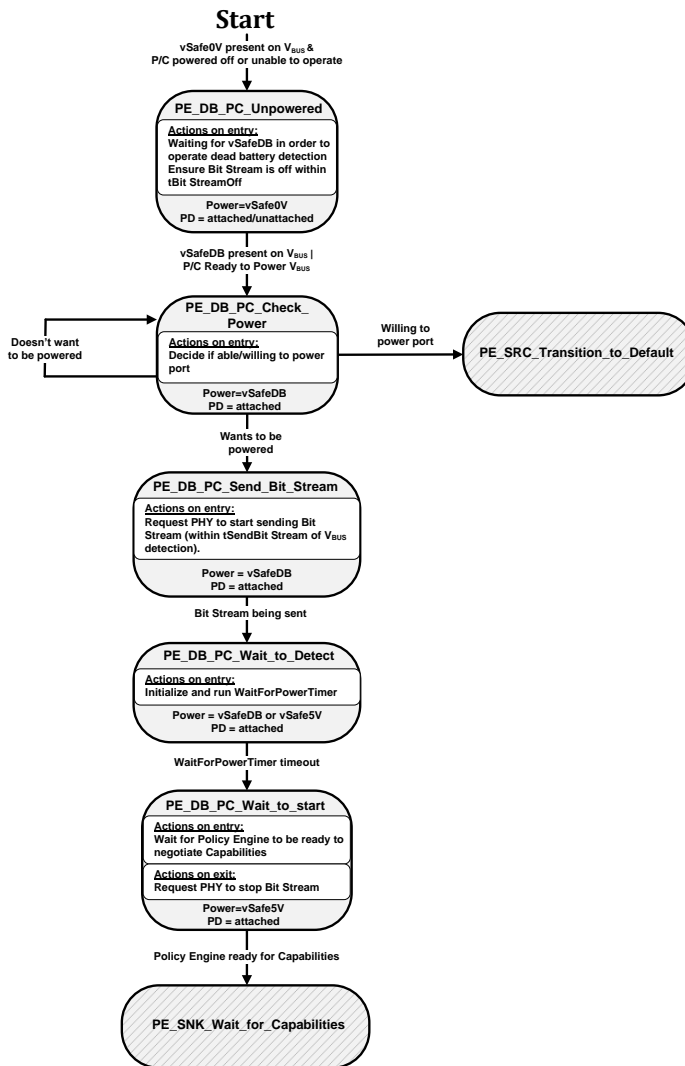 Start
vSafe0V present on VBUS &
P/C powered off or unable to operate
PE_DB_PC_Unpowered
Actions on entry:
Waiting for vSafeDB in order to
operate dead battery detection
Ensure Bit Stream is off within
tBit StreamOff
Power=vSafe0V
PD = attached/unattached
vSafeDB present on VBUS |
P/C Ready to Power VBUS
PE_DB_PC_Check_
Power
Actions on entry:
Decide if able/willing to power
port
Power=vSafeDB
PD = attached
Doesn't want
to be powered
Willing to
power port
PE_SRC_Transition_to_Default
Wants to be
powered
PE_DB_PC_Send_Bit_Stream
Actions on entry:
Request PHY to start sending Bit
Stream (within tSendBit Stream of VBUS
detection).
Power = vSafeDB
PD = attached
Bit Stream being sent
PE_DB_PC_Wait_to_Detect
Actions on entry:
Initialize and run WaitForPowerTimer
Power = vSafeDB or vSafe5V
PD = attached
WaitForPowerTimer timeout
PE_DB_PC_Wait_to_start
Actions on entry:
Wait for Policy Engine to be ready to
negotiate Capabilities
Actions on exit:
Request PHY to stop Bit Stream
Power=vSafe5V
PD = attached
Policy Engine ready for Capabilities
PE_SNK_Wait_for_Capabilities